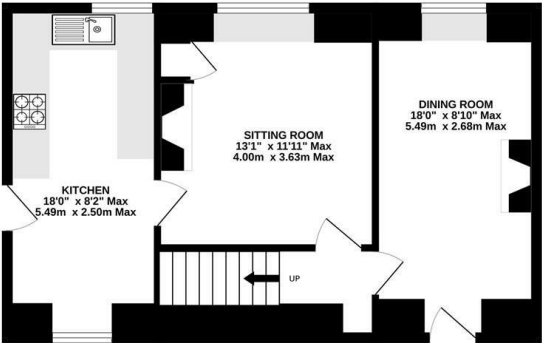 KITCHEN
18'0" x 8'2" Max
5.49m x 2.50m Max
SITTING ROOM
13'1" x 11'11" Max
4.00m x 3.63m Max
DINING ROOM
18'0" x 8'10" Max
5.49m x 2.68m Max
UP